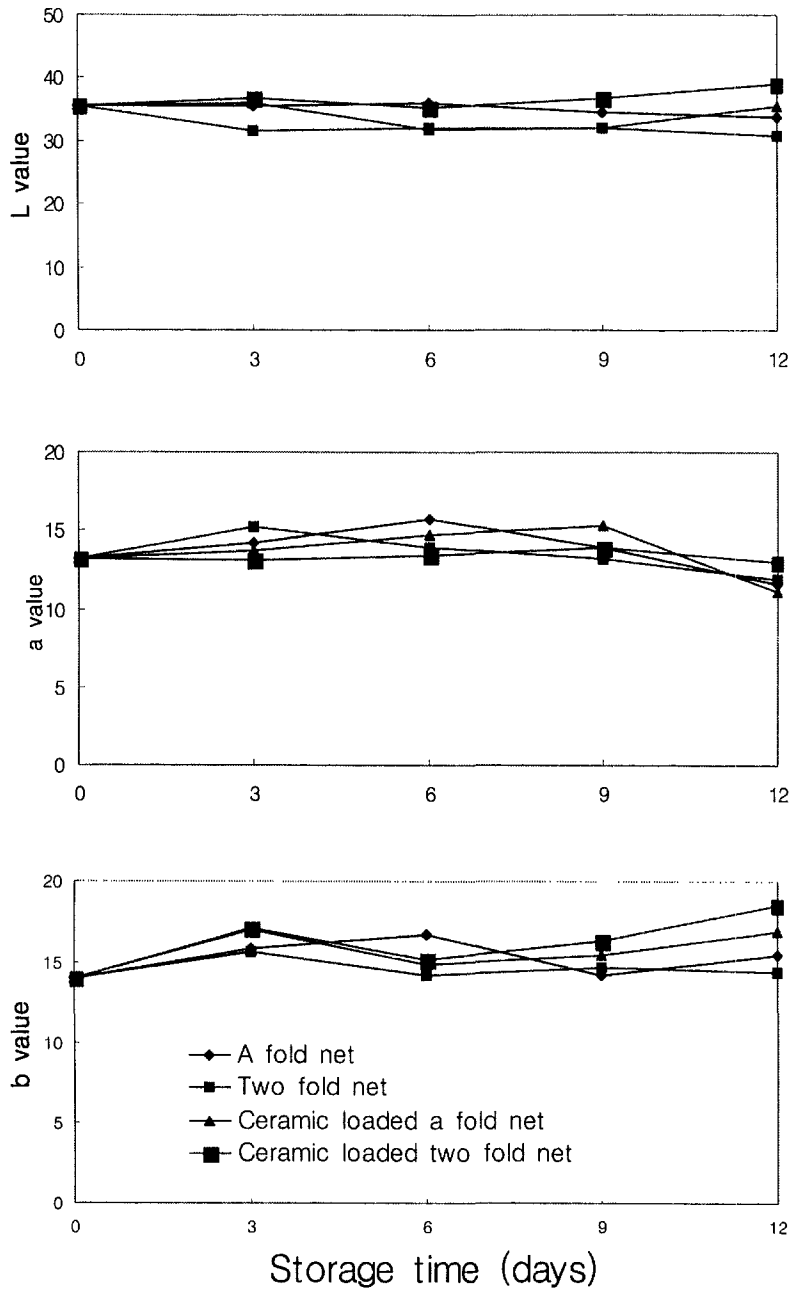 50
40
30
20
10
0
L value
0 3 6 9 12
20
15
10
5
0
a value
0 3 6 9 12
20
15
10
5
0
b value
A fold net
Two fold net
Ceramic loaded a fold net
Ceramic loaded two fold net
0 3 6 9 12
Storage time (days)